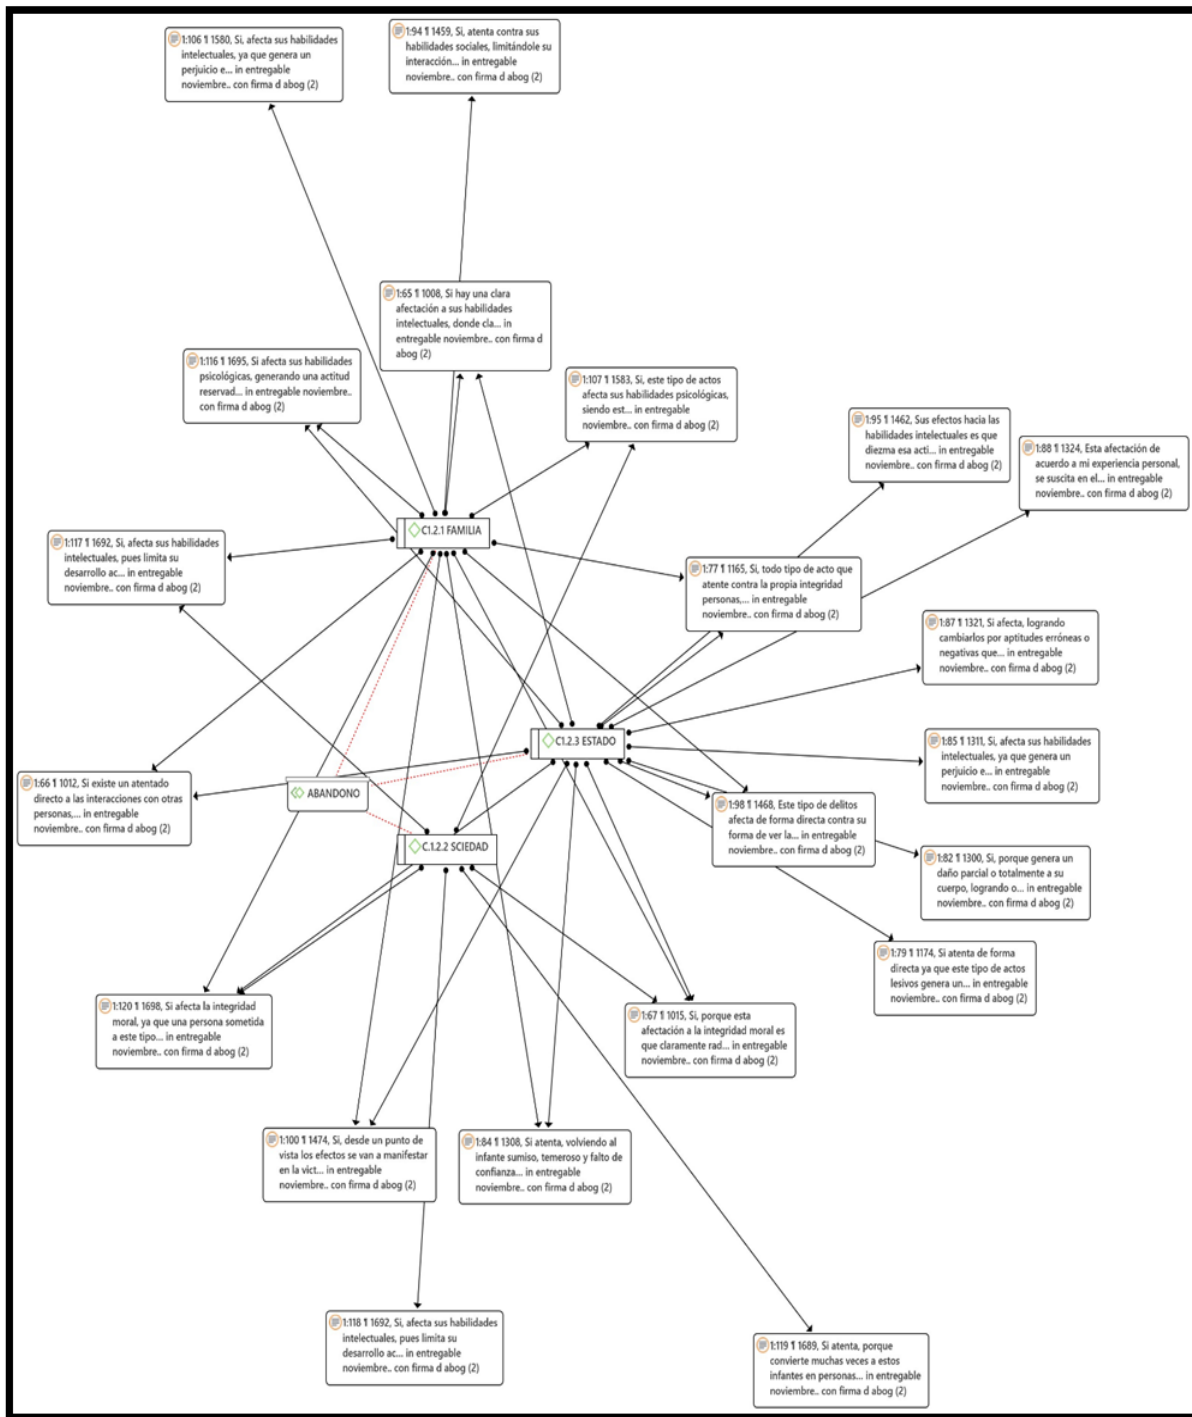 1:106 ¶ 1580, Si, afecta sus habilidades
intelectuales, ya que genera un
perjuicio e... in entregable
noviembre.. con firma d abog (2)
1:94 ¶ 1459, Si, atenta contra sus
habilidades sociales, limitándole su
interacción... in entregable
noviembre.. con firma d abog (2)
1:65 ¶ 1008, Si hay una clara
afectación a sus habilidades
intelectuales, donde cla... in
entregable noviembre.. con firma d
abog (2)
1:116 ¶ 1695, Si afecta sus habilidades
psicológicas, generando una actitud
reservad... in entregable noviembre..
con firma d abog (2)
1:107 ¶ 1583, Si, este tipo de actos
afecta sus habilidades psicológicas,
siendo est... in entregable
noviembre.. con firma d abog (2)
1:95 ¶ 1462, Sus efectos hacia las
habilidades intelectuales es que
diezma esa acti... in entregable
noviembre.. con firma d abog (2)
1:88 ¶ 1324, Esta afectación de
acuerdo a mi experiencia personal,
se suscita en el... in entregable
noviembre.. con firma d abog (2)
C1.2.1 FAMILIA
1:117 ¶ 1692, Si, afecta sus habilidades
intelectuales, pues limita su
desarrollo ac... in entregable
noviembre.. con firma d abog (2)
1:77 ¶ 1165, Si, todo tipo de acto que
atente contra la propia integridad
personas,... in entregable
noviembre.. con firma d abog (2)
1:87 ¶ 1321, Si afecta, logrando
cambiarlos por aptitudes erróneas o
negativas que... in entregable
noviembre.. con firma d abog (2)
C1.2.3 ESTADO
1:85 ¶ 1311, Si, afecta sus habilidades
intelectuales, ya que genera un
perjuicio e... in entregable
noviembre.. con firma d abog (2)
1:66 ¶ 1012, Si existe un atentado
directo a las interacciones con otras
personas,... in entregable
noviembre.. con firma d abog (2)
ABANDONO
1:98 ¶ 1468, Este tipo de delitos
afecta de forma directa contra su
forma de ver la... in entregable
noviembre.. con firma d abog (2)
C.1.2.2 SCIEDAD
1:82 ¶ 1300, Si, porque genera un
daño parcial o totalmente a su
cuerpo, logrando o... in entregable
noviembre.. con firma d abog (2)
1:79 ¶ 1174, Si atenta de forma
directa ya que este tipo de actos
lesivos genera un... in entregable
noviembre.. con firma d abog (2)
1:120 ¶ 1698, Si afecta la integridad
moral, ya que una persona sometida
a este tipo... in entregable
noviembre.. con firma d abog (2)
1:67 ¶ 1015, Si, porque esta
afectación a la integridad moral es
que claramente rad... in entregable
noviembre.. con firma d abog (2)
1:100 ¶ 1474, Si, desde un punto de
vista los efectos se van a manifestar
en la vict... in entregable
noviembre.. con firma d abog (2)
1:84 ¶ 1308, Si atenta, volviendo al
infante sumiso, temeroso y falto de
confianza... in entregable
noviembre.. con firma d abog (2)
1:118 ¶ 1692, Si, afecta sus habilidades
intelectuales, pues limita su
desarrollo ac... in entregable
noviembre.. con firma d abog (2)
1:119 ¶ 1689, Si atenta, porque
convierte muchas veces a estos
infantes en personas... in entregable
noviembre.. con firma d abog (2)